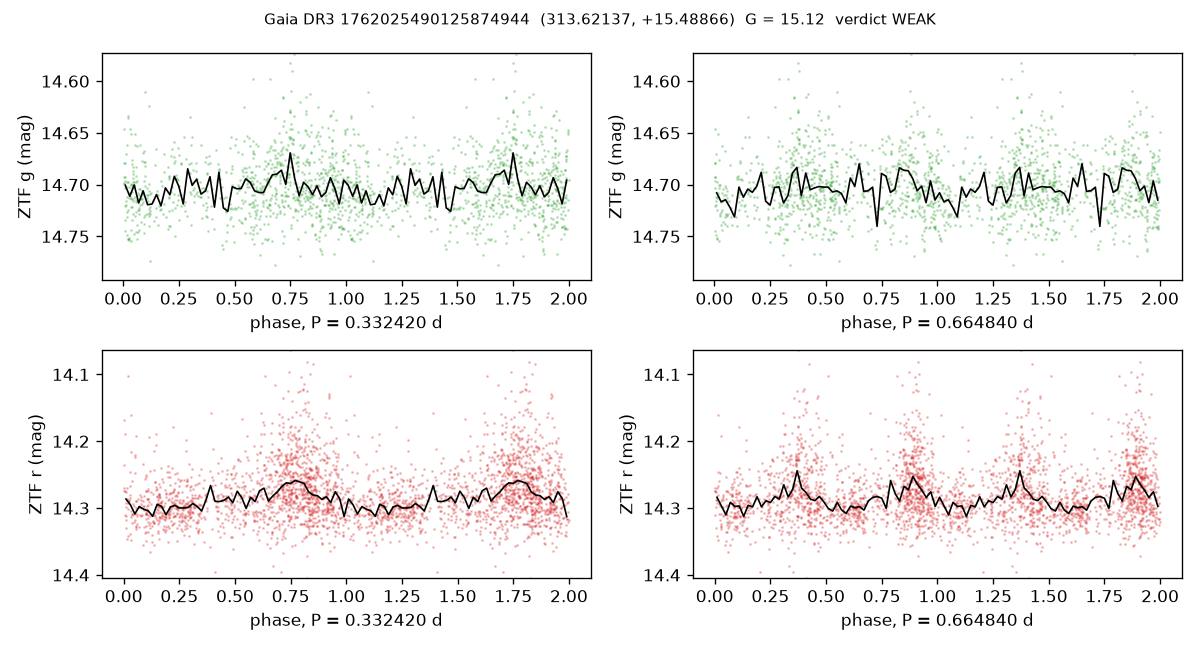 Gaia DR3 1762025490125874944 (313.62137, +15.48866) G = 15.12 verdict WEAK
ZTF g (mag)
14.60
14.65
14.70
14.75
0.00 0.25 0.50 0.75 1.00 1.25 1.50 1.75 2.00
phase, P = 0.332420 d
ZTF g (mag)
14.60
14.65
14.70
14.75
0.00 0.25 0.50 0.75 1.00 1.25 1.50 1.75 2.00
phase, P = 0.664840 d
ZTF r (mag)
14.1
14.2
14.3
14.4
0.00 0.25 0.50 0.75 1.00 1.25 1.50 1.75 2.00
phase, P = 0.332420 d
ZTF r (mag)
14.1
14.2
14.3
14.4
0.00 0.25 0.50 0.75 1.00 1.25 1.50 1.75 2.00
phase, P = 0.664840 d